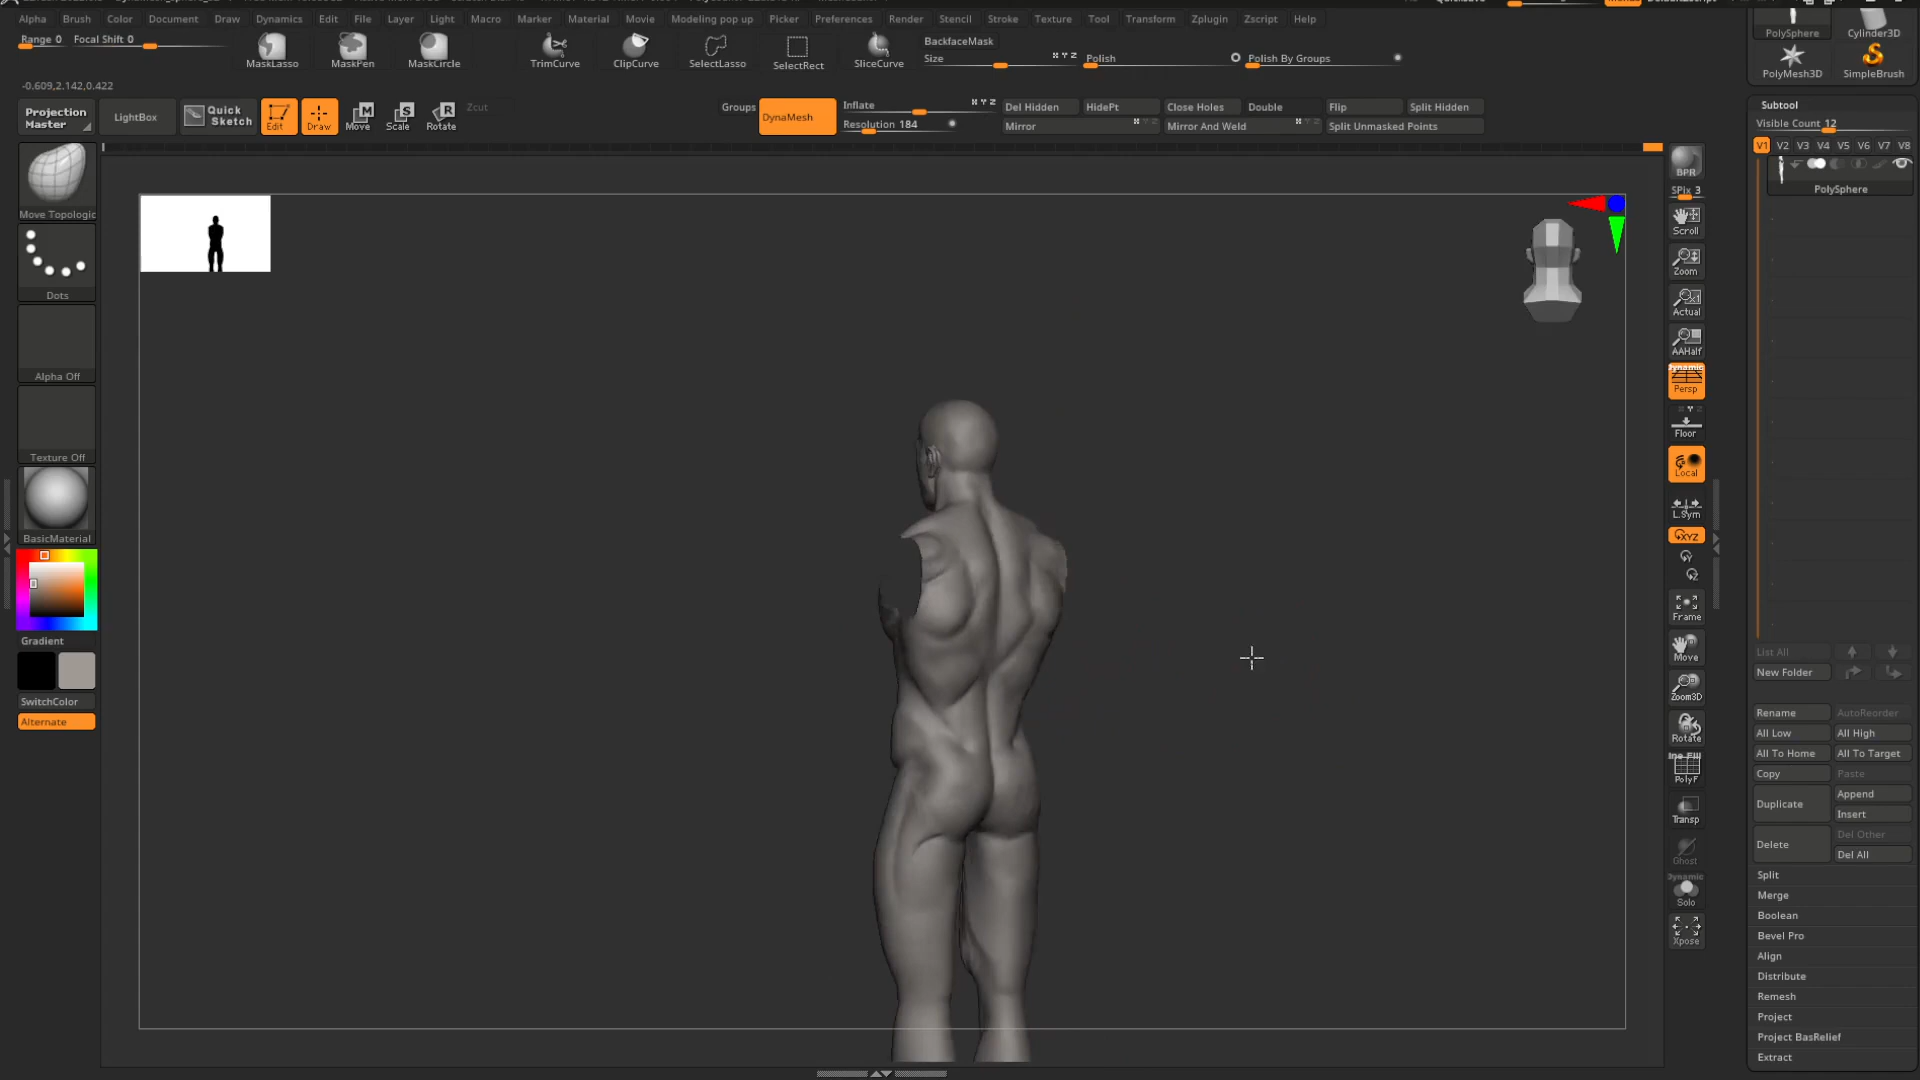 Alpha Brush Color Document Draw Dynamics Edit File Layer Light Macro Marker Material Movie Modeling pop up Picker Preferences Render Stencil Stroke Texture Tool Transform Zplugin Zscript Help
Range 0 Focal Shift 0
MaskLasso MaskPen MaskCircle TrimCurve ClipCurve SelectLasso SelectRect SliceCurve
BackfaceMask
Size X Y Z Polish Polish By Groups
PolySphere Cylinder3D
PolyMesh3D SimpleBrush
-0.609,2.142,0.422
Projection Master
LightBox
Quick Sketch
Edit Draw Move Scale Rotate
Zcut
Groups DynaMesh
Inflate X Y Z
Resolution 184
Del Hidden HidePt Close Holes Double Flip Split Hidden
Mirror Mirror And Weld Split Unmasked Points
Move Topologic
Dots
Alpha Off
Texture Off
BasicMaterial
Gradient
SwitchColor
Alternate
BPR
SPix 3
Scroll
Zoom
Actual
AAHalf
Dynamic
Persp
Floor
Local
L.Sym
XYZ
Frame
Move
Zoom3D
Rotate
Line Fill
PolyF
Transp
Ghost
Dynamic
Solo
Xpose
Subtool
Visible Count 12
V1 V2 V3 V4 V5 V6 V7 V8
PolySphere
List All
New Folder
Rename AutoReorder
All Low All High
All To Home All To Target
Copy Paste
Duplicate Append
Insert
Delete Del Other
Del All
Split
Merge
Boolean
Bevel Pro
Align
Distribute
Remesh
Project
Project BasRelief
Extract